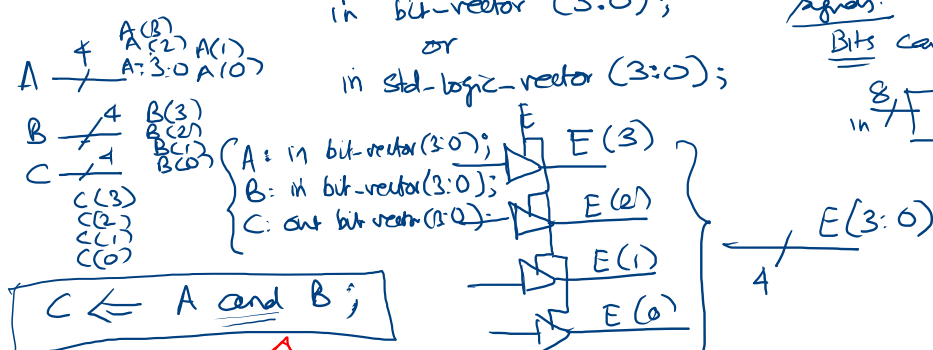 in bit-vector (3:0);
or
in std-logic-vector (3:0);
signals.
Bits
8
in
A
4
A(3)
A(2) A(1)
A:3:0 A(0)
B
4
B(3)
B(2)
B(1)
B(0)
C
4
C(3)
C(2)
C(1)
C(0)
A: in bit-vector(3:0);
B: in bit-vector(3:0);
C: out bit-vector(3:0);
C <= A and B ;
E
E(3)
E(2)
E(1)
E(0)
E(3:0)
4